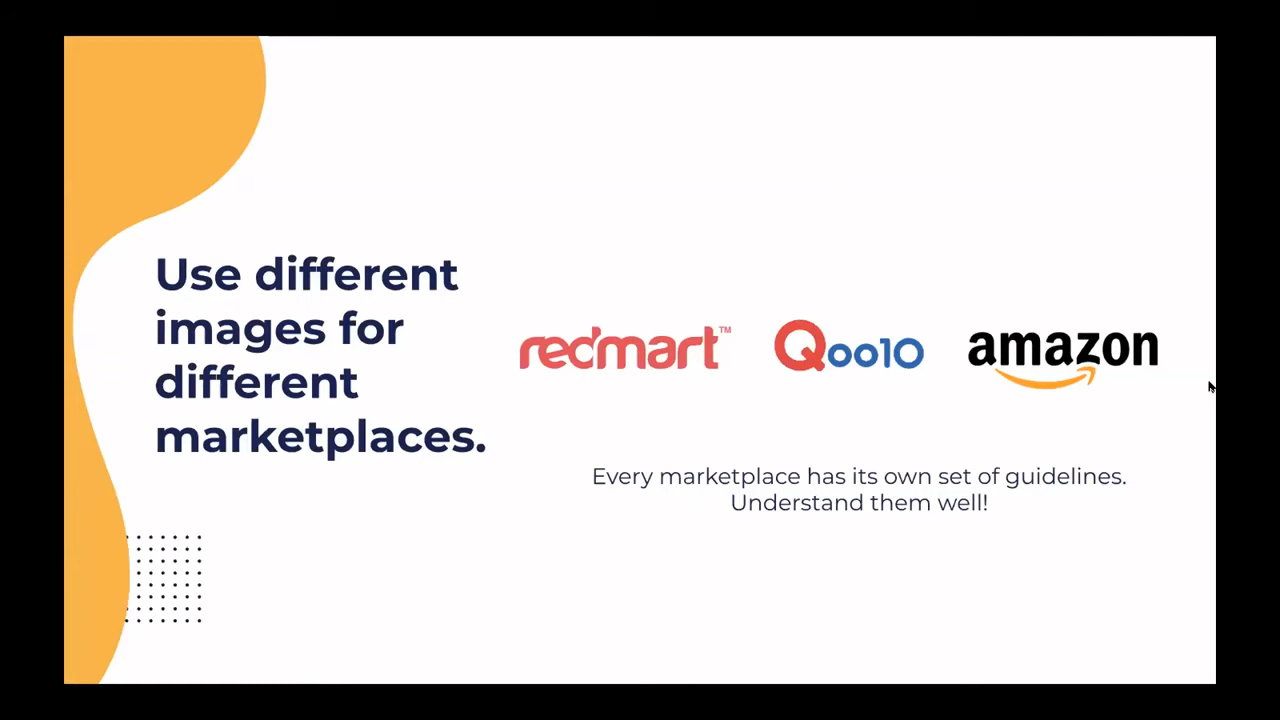 Use different
images for
different
marketplaces.
redmart™
Qoo10
amazon
Every marketplace has its own set of guidelines.
Understand them well!